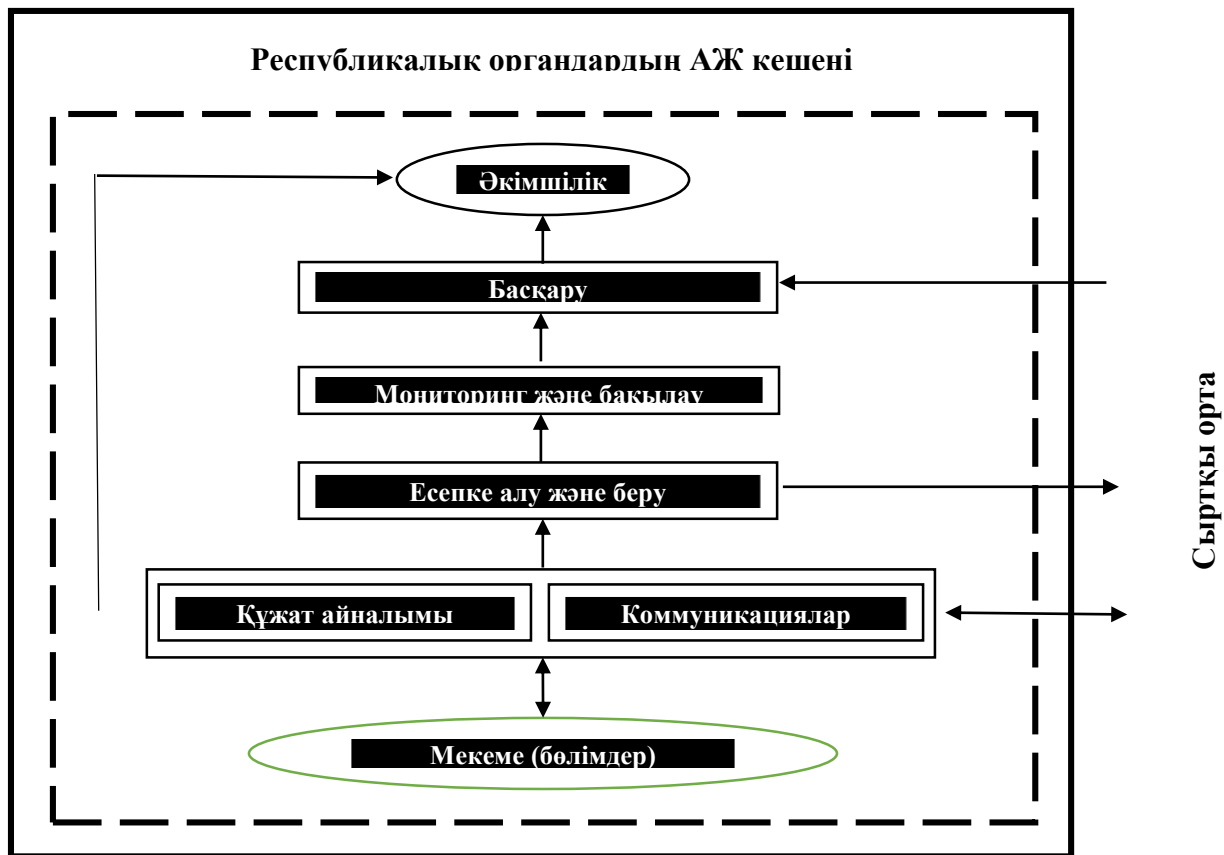 Республикалық органдардың АЖ кешені
Әкімшілік
Басқару
Мониторинг және бақылау
Есепке алу және беру
Құжат айналымы
Коммуникациялар
Мекеме (бөлімдер)
Сыртқы орта